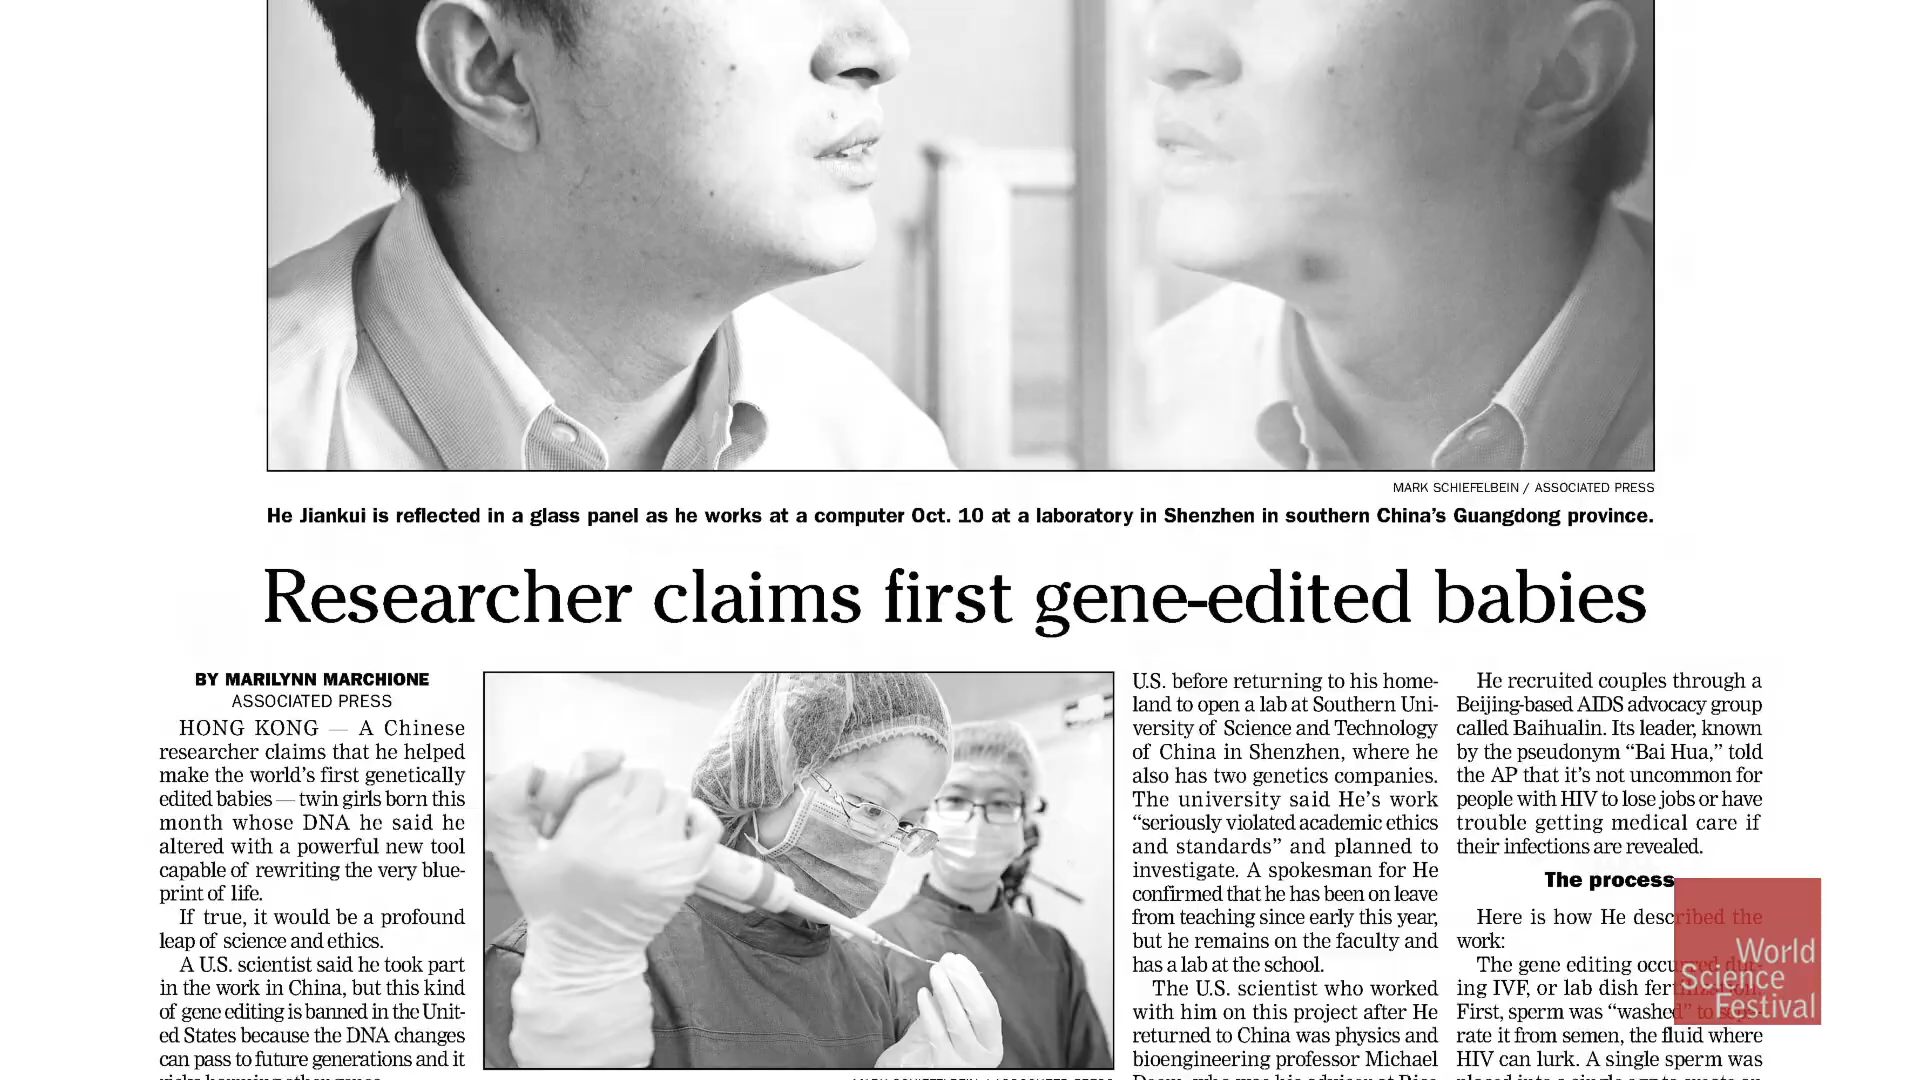 MARK SCHIEFELBEIN / ASSOCIATED PRESS
He Jiankui is reflected in a glass panel as he works at a computer Oct. 10 at a laboratory in Shenzhen in southern China’s Guangdong province.
Researcher claims first gene-edited babies
BY MARILYNN MARCHIONE
ASSOCIATED PRESS
HONG KONG — A Chinese
researcher claims that he helped
make the world’s first genetically
edited babies — twin girls born this
month whose DNA he said he
altered with a powerful new tool
capable of rewriting the very blue-
print of life.
If true, it would be a profound
leap of science and ethics.
A U.S. scientist said he took part
in the work in China, but this kind
of gene editing is banned in the Unit-
ed States because the DNA changes
can pass to future generations and it
U.S. before returning to his home-
land to open a lab at Southern Uni-
versity of Science and Technology
of China in Shenzhen, where he
also has two genetics companies.
The university said He’s work
“seriously violated academic ethics
and standards” and planned to
investigate. A spokesman for He
confirmed that he has been on leave
from teaching since early this year,
but he remains on the faculty and
has a lab at the school.
The U.S. scientist who worked
with him on this project after He
returned to China was physics and
bioengineering professor Michael
He recruited couples through a
Beijing-based AIDS advocacy group
called Baihualin. Its leader, known
by the pseudonym “Bai Hua,” told
the AP that it’s not uncommon for
people with HIV to lose jobs or have
trouble getting medical care if
their infections are revealed.
The process
Here is how He described the
work:
The gene editing occurred dur-
ing IVF, or lab dish fertilization.
First, sperm was “washed” to sepa-
rate it from semen, the fluid where
HIV can lurk. A single sperm was
World
Science
Festival